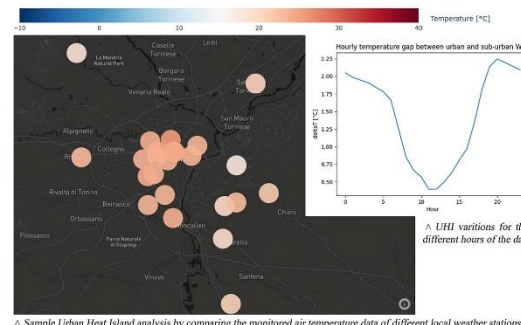 −10 0 10 20 30 40
Temperature [°C]
Caselle
Torinese
Leini
La Mandria
Natural Park
Borgaro
Torinese
Venaria Reale
San Mauro
Torinese
Alpignano
Collegno
Rivalta di Torino
Beinasco
Orbassano
Chieri
Piossasco
Parco Naturale
di Stupinigi
Vinovo
Santena
Hourly temperature gap between urban and sub-urban W
deltaT [°C]
2.25
2.00
1.75
1.50
1.25
1.00
0.75
0.50
0 5 10 15 20
Hour
^ UHI varitions for th
different hours of the da
^ Sample Urban Heat Island analysis by comparing the monitored air temperature data of different local weather stations